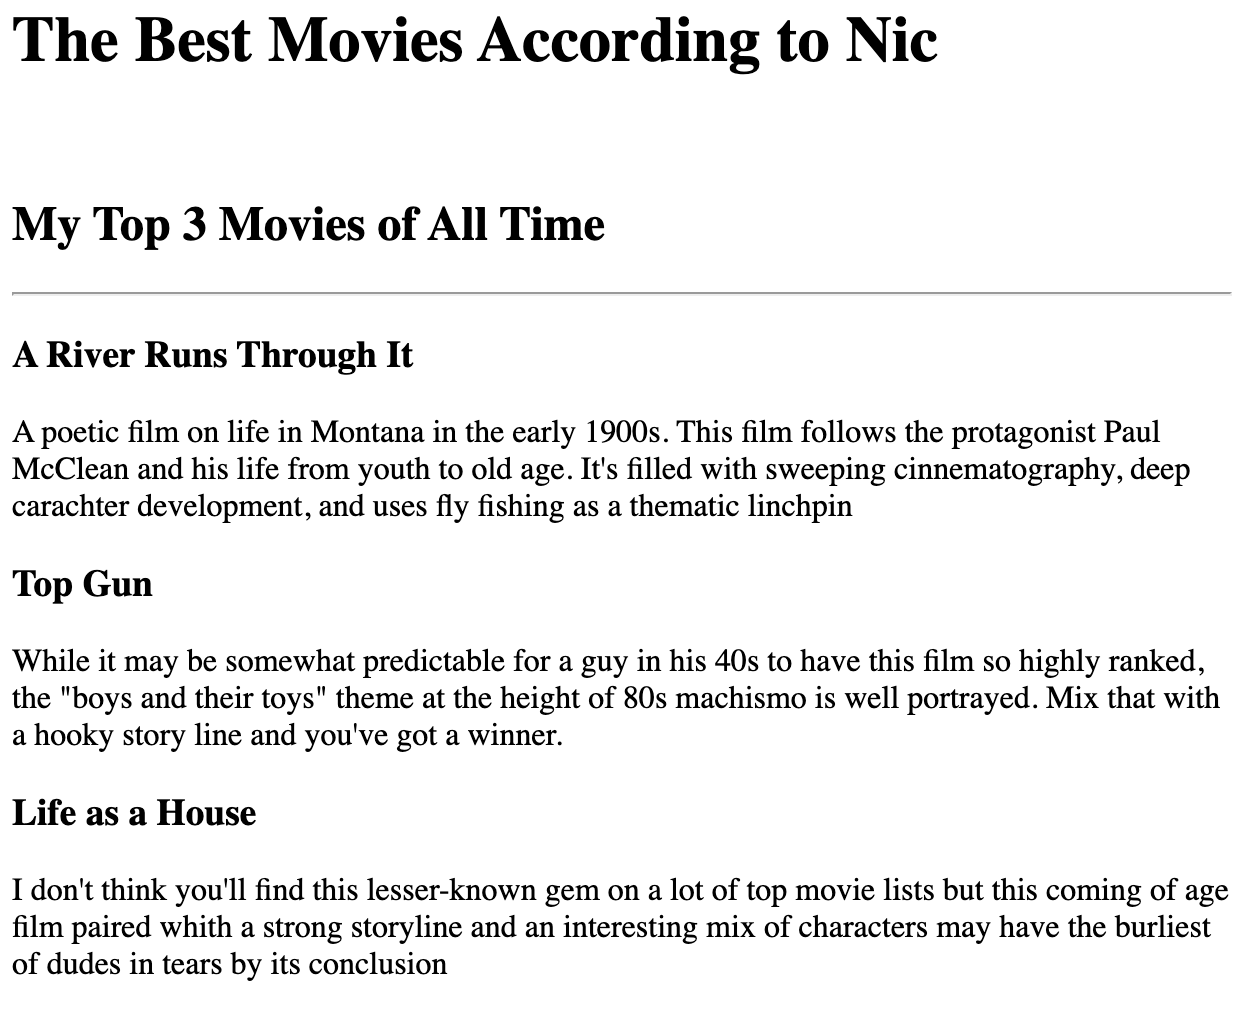 The Best Movies According to Nic
My Top 3 Movies of All Time
A River Runs Through It
A poetic film on life in Montana in the early 1900s. This film follows the protagonist Paul
McClean and his life from youth to old age. It's filled with sweeping cinnematography, deep
carachter development, and uses fly fishing as a thematic linchpin
Top Gun
While it may be somewhat predictable for a guy in his 40s to have this film so highly ranked,
the "boys and their toys" theme at the height of 80s machismo is well portrayed. Mix that with
a hooky story line and you've got a winner.
Life as a House
I don't think you'll find this lesser-known gem on a lot of top movie lists but this coming of age
film paired whith a strong storyline and an interesting mix of characters may have the burliest
of dudes in tears by its conclusion